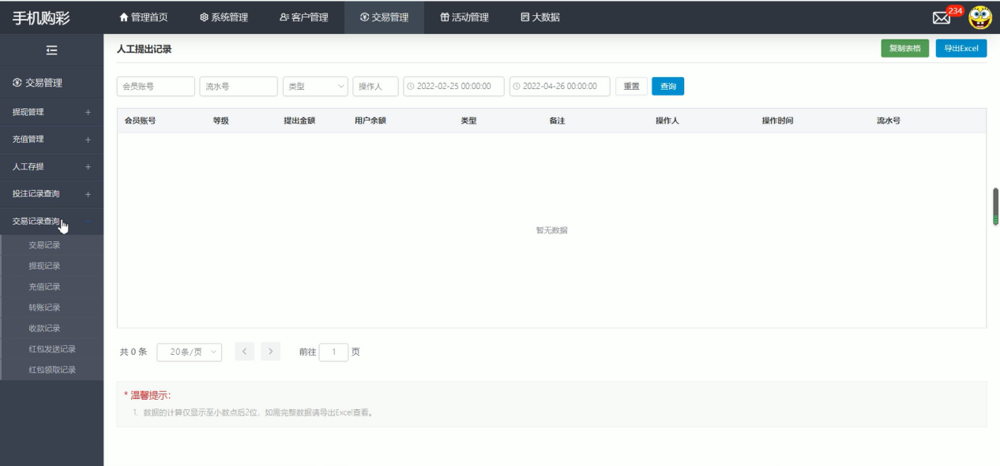 手机购彩
管理首页 系统管理 客户管理 交易管理 活动管理 大数据 234
人工提出记录 复制表格 导出Excel
交易管理
会员账号 流水号 类型 操作人 2022-02-25 00:00:00 2022-04-26 00:00:00 重置 查询
提现管理 +
会员账号 等级 提出金额 用户余额 类型 备注 操作人 操作时间 流水号
充值管理 +
人工存提 +
投注记录查询 +
交易记录查询
暂无数据
交易记录
提现记录
充值记录
转账记录
收款记录
红包发送记录
红包领取记录
共 0 条 20条/页 < > 前往 1 页
* 温馨提示:
1. 数据的计算仅显示至小数点后2位，如需完整数据请导出Excel查看。